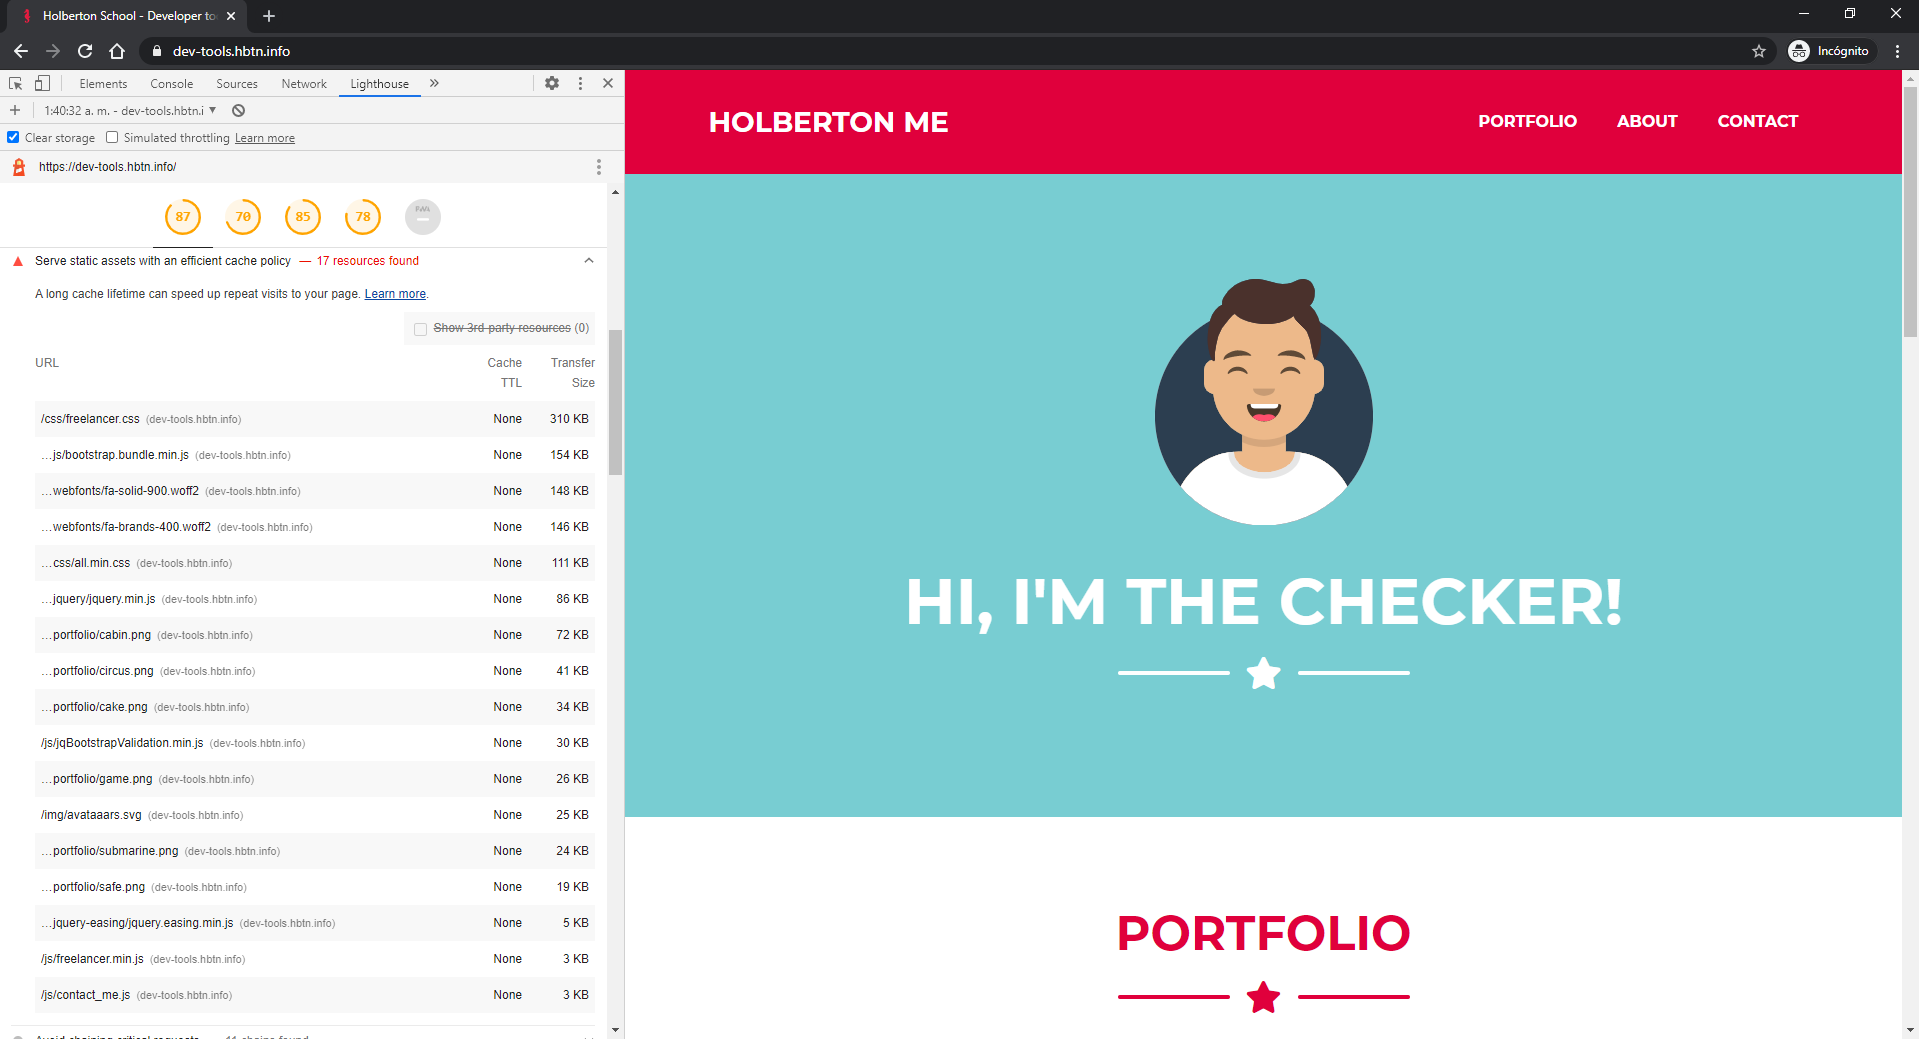 Holberton School - Developer to
dev-tools.hbtn.info
Incógnito
Elements Console Sources Network Lighthouse
1:40:32 a. m. - dev-tools.hbtn.i
Clear storage Simulated throttling Learn more
https://dev-tools.hbtn.info/
87 70 85 78 PWA
Serve static assets with an efficient cache policy — 17 resources found
A long cache lifetime can speed up repeat visits to your page. Learn more.
Show 3rd-party resources (0)
URL Cache TTL Transfer Size
/css/freelancer.css (dev-tools.hbtn.info) None 310 KB
…js/bootstrap.bundle.min.js (dev-tools.hbtn.info) None 154 KB
…webfonts/fa-solid-900.woff2 (dev-tools.hbtn.info) None 148 KB
…webfonts/fa-brands-400.woff2 (dev-tools.hbtn.info) None 146 KB
…css/all.min.css (dev-tools.hbtn.info) None 111 KB
…jquery/jquery.min.js (dev-tools.hbtn.info) None 86 KB
…portfolio/cabin.png (dev-tools.hbtn.info) None 72 KB
…portfolio/circus.png (dev-tools.hbtn.info) None 41 KB
…portfolio/cake.png (dev-tools.hbtn.info) None 34 KB
/js/jqBootstrapValidation.min.js (dev-tools.hbtn.info) None 30 KB
…portfolio/game.png (dev-tools.hbtn.info) None 26 KB
/img/avataaars.svg (dev-tools.hbtn.info) None 25 KB
…portfolio/submarine.png (dev-tools.hbtn.info) None 24 KB
…portfolio/safe.png (dev-tools.hbtn.info) None 19 KB
…jquery-easing/jquery.easing.min.js (dev-tools.hbtn.info) None 5 KB
/js/freelancer.min.js (dev-tools.hbtn.info) None 3 KB
/js/contact_me.js (dev-tools.hbtn.info) None 3 KB
Avoid chaining critical requests — 11 chains found
HOLBERTON ME
PORTFOLIO ABOUT CONTACT
HI, I'M THE CHECKER!
PORTFOLIO